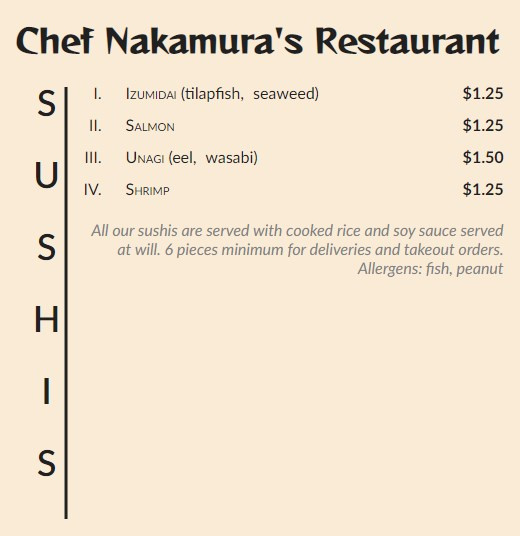 Chef Nakamura's Restaurant
SUSHIS
I. Izumidai (tilapfish, seaweed) $1.25
II. Salmon $1.25
III. Unagi (eel, wasabi) $1.50
IV. Shrimp $1.25
All our sushis are served with cooked rice and soy sauce served
at will. 6 pieces minimum for deliveries and takeout orders.
Allergens: fish, peanut